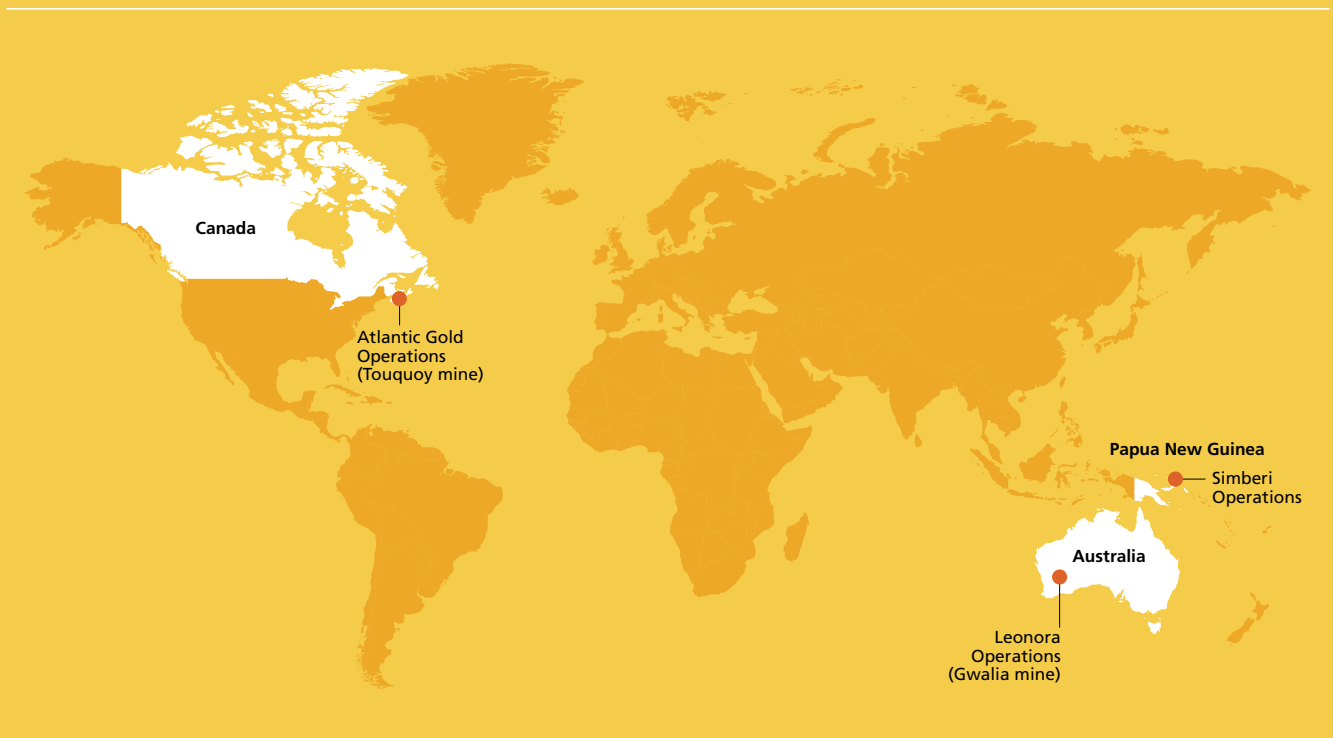 Canada
Atlantic Gold
Operations
(Touquoy mine)
Papua New Guinea
Simberi
Operations
Australia
Leonora
Operations
(Gwalia mine)